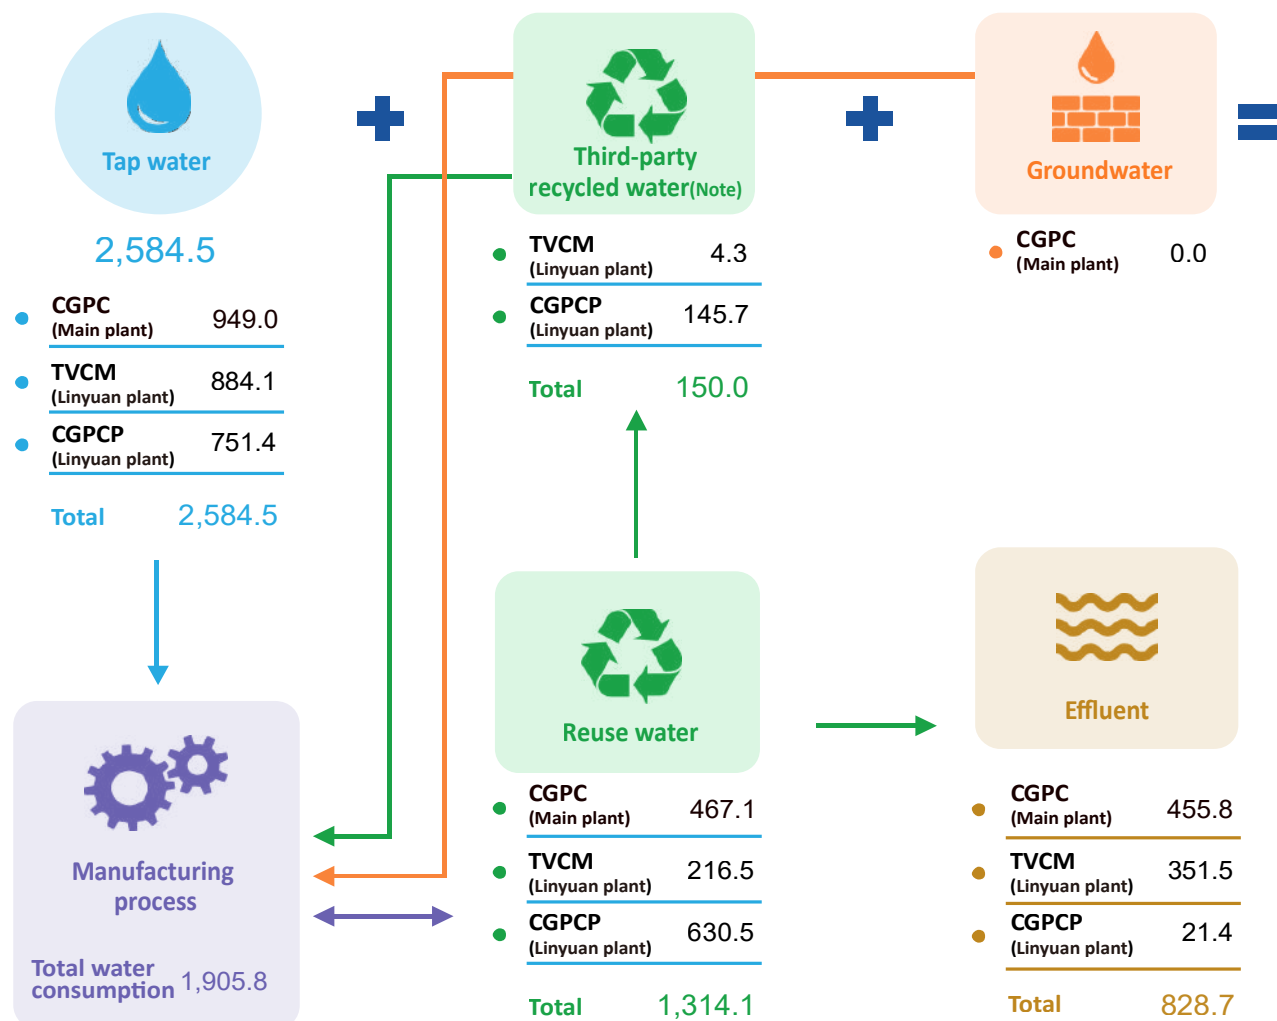 Tap water
2,584.5
CGPC
(Main plant)
949.0
TVCM
(Linyuan plant)
884.1
CGPCP
(Linyuan plant)
751.4
Total
2,584.5
+
Third-party
recycled water(Note)
TVCM
(Linyuan plant)
4.3
CGPCP
(Linyuan plant)
145.7
Total
150.0
+
Groundwater
CGPC
(Main plant)
0.0
=
Manufacturing
process
Total water
consumption 1,905.8
Reuse water
CGPC
(Main plant)
467.1
TVCM
(Linyuan plant)
216.5
CGPCP
(Linyuan plant)
630.5
Total
1,314.1
Effluent
CGPC
(Main plant)
455.8
TVCM
(Linyuan plant)
351.5
CGPCP
(Linyuan plant)
21.4
Total
828.7